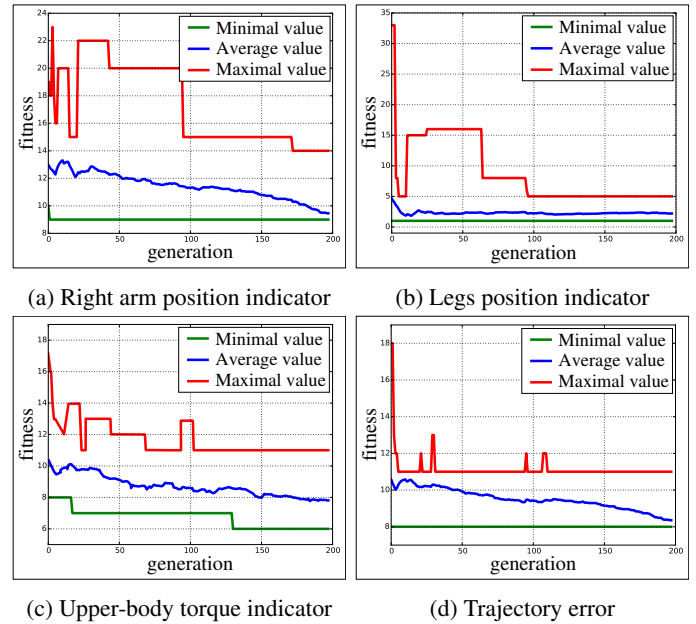 24
22
20
18
16
14
12
10
8
fitness
Minimal value
Average value
Maximal value
0
50
100
150
200
generation
(a) Right arm position indicator
35
30
25
20
15
10
5
0
fitness
Minimal value
Average value
Maximal value
0
50
100
150
200
generation
(b) Legs position indicator
18
16
14
12
10
8
6
fitness
Minimal value
Average value
Maximal value
0
50
100
150
200
generation
(c) Upper-body torque indicator
18
16
14
12
10
8
fitness
Minimal value
Average value
Maximal value
0
50
100
150
200
generation
(d) Trajectory error